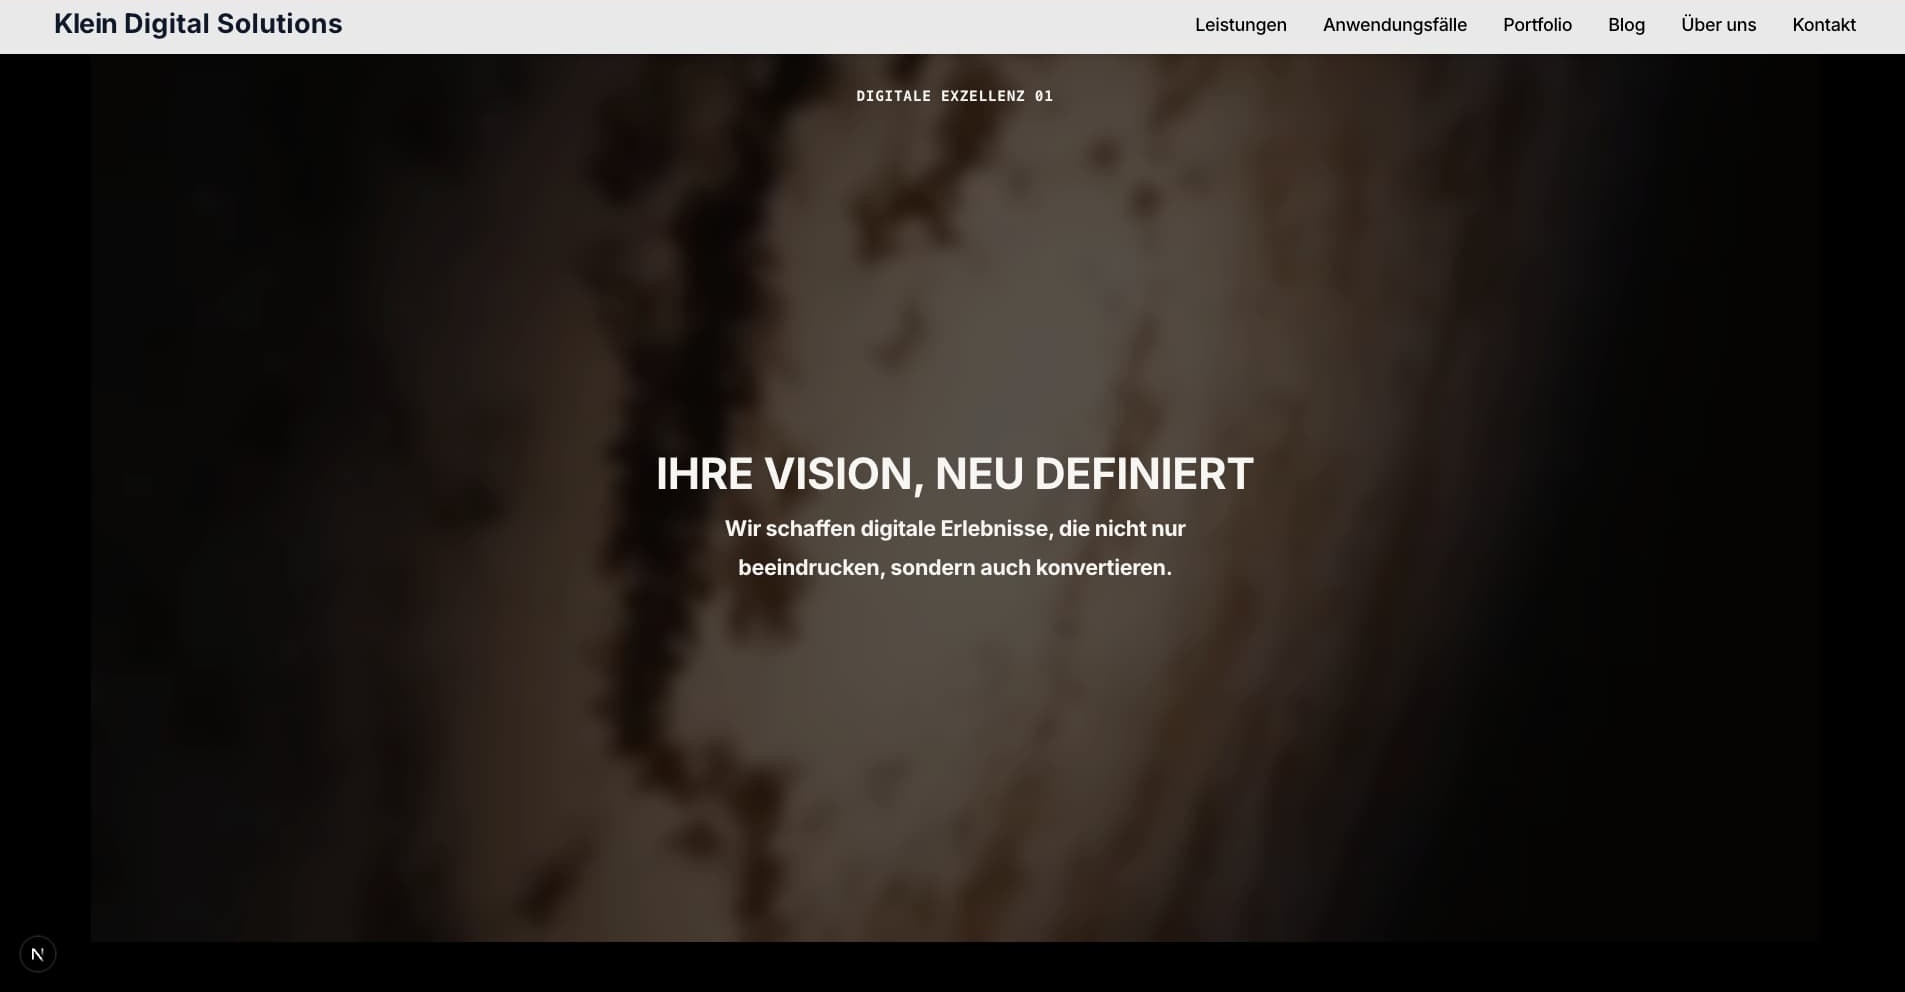 Klein Digital Solutions
Leistungen Anwendungsfälle Portfolio Blog Über uns Kontakt
DIGITALE EXZELLENZ 01
IHRE VISION, NEU DEFINIERT
Wir schaffen digitale Erlebnisse, die nicht nur
beeindrucken, sondern auch konvertieren.
N